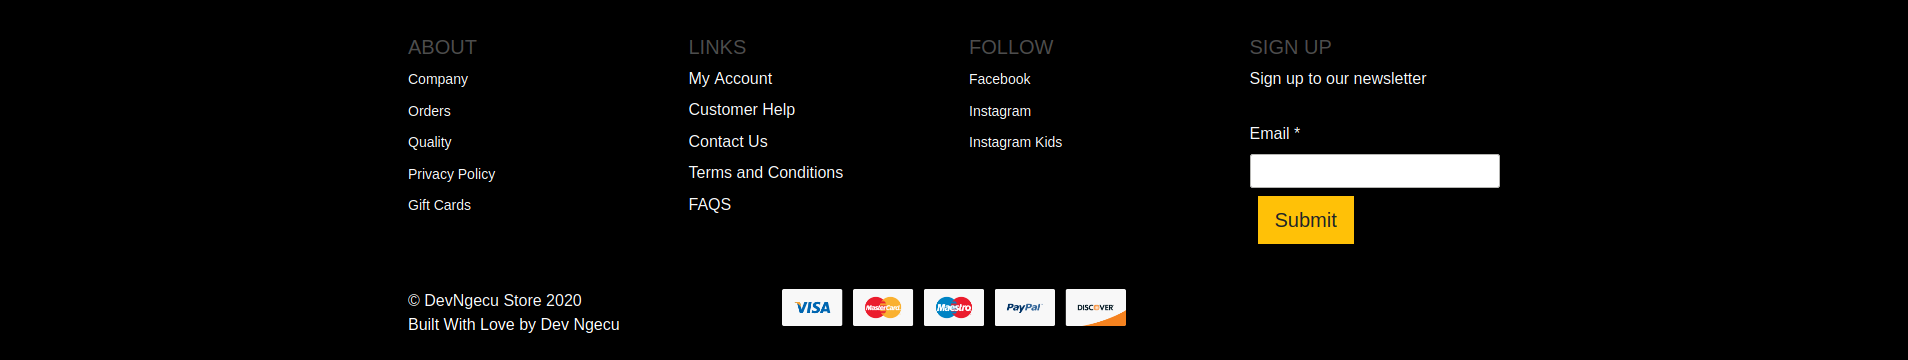 ABOUT
Company
Orders
Quality
Privacy Policy
Gift Cards
LINKS
My Account
Customer Help
Contact Us
Terms and Conditions
FAQS
FOLLOW
Facebook
Instagram
Instagram Kids
SIGN UP
Sign up to our newsletter
Email *
Submit
© DevNgecu Store 2020
Built With Love by Dev Ngecu
VISA
MasterCard
Maestro
PayPal
DISCOVER